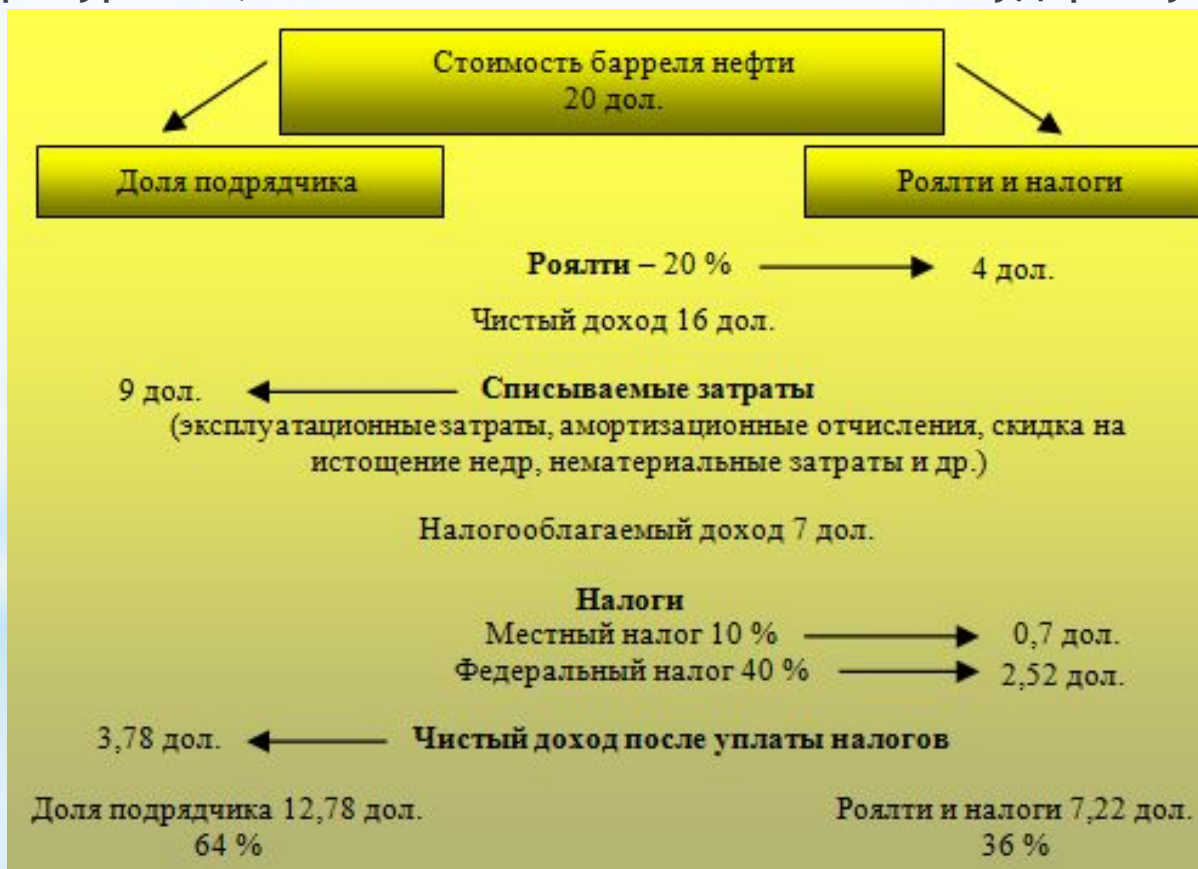 Стоимость барреля нефти
20 дол.
Доля подрядчика
Роялти и налоги
Роялти – 20 %
4 дол.
Чистый доход 16 дол.
9 дол.
Списываемые затраты
(эксплуатационные затраты, амортизационные отчисления, скидка на
истощение недр, нематериальные затраты и др.)
Налогооблагаемый доход 7 дол.
Налоги
Местный налог 10 %
0,7 дол.
Федеральный налог 40 %
2,52 дол.
3,78 дол.
Чистый доход после уплаты налогов
Доля подрядчика 12,78 дол.
64 %
Роялти и налоги 7,22 дол.
36 %